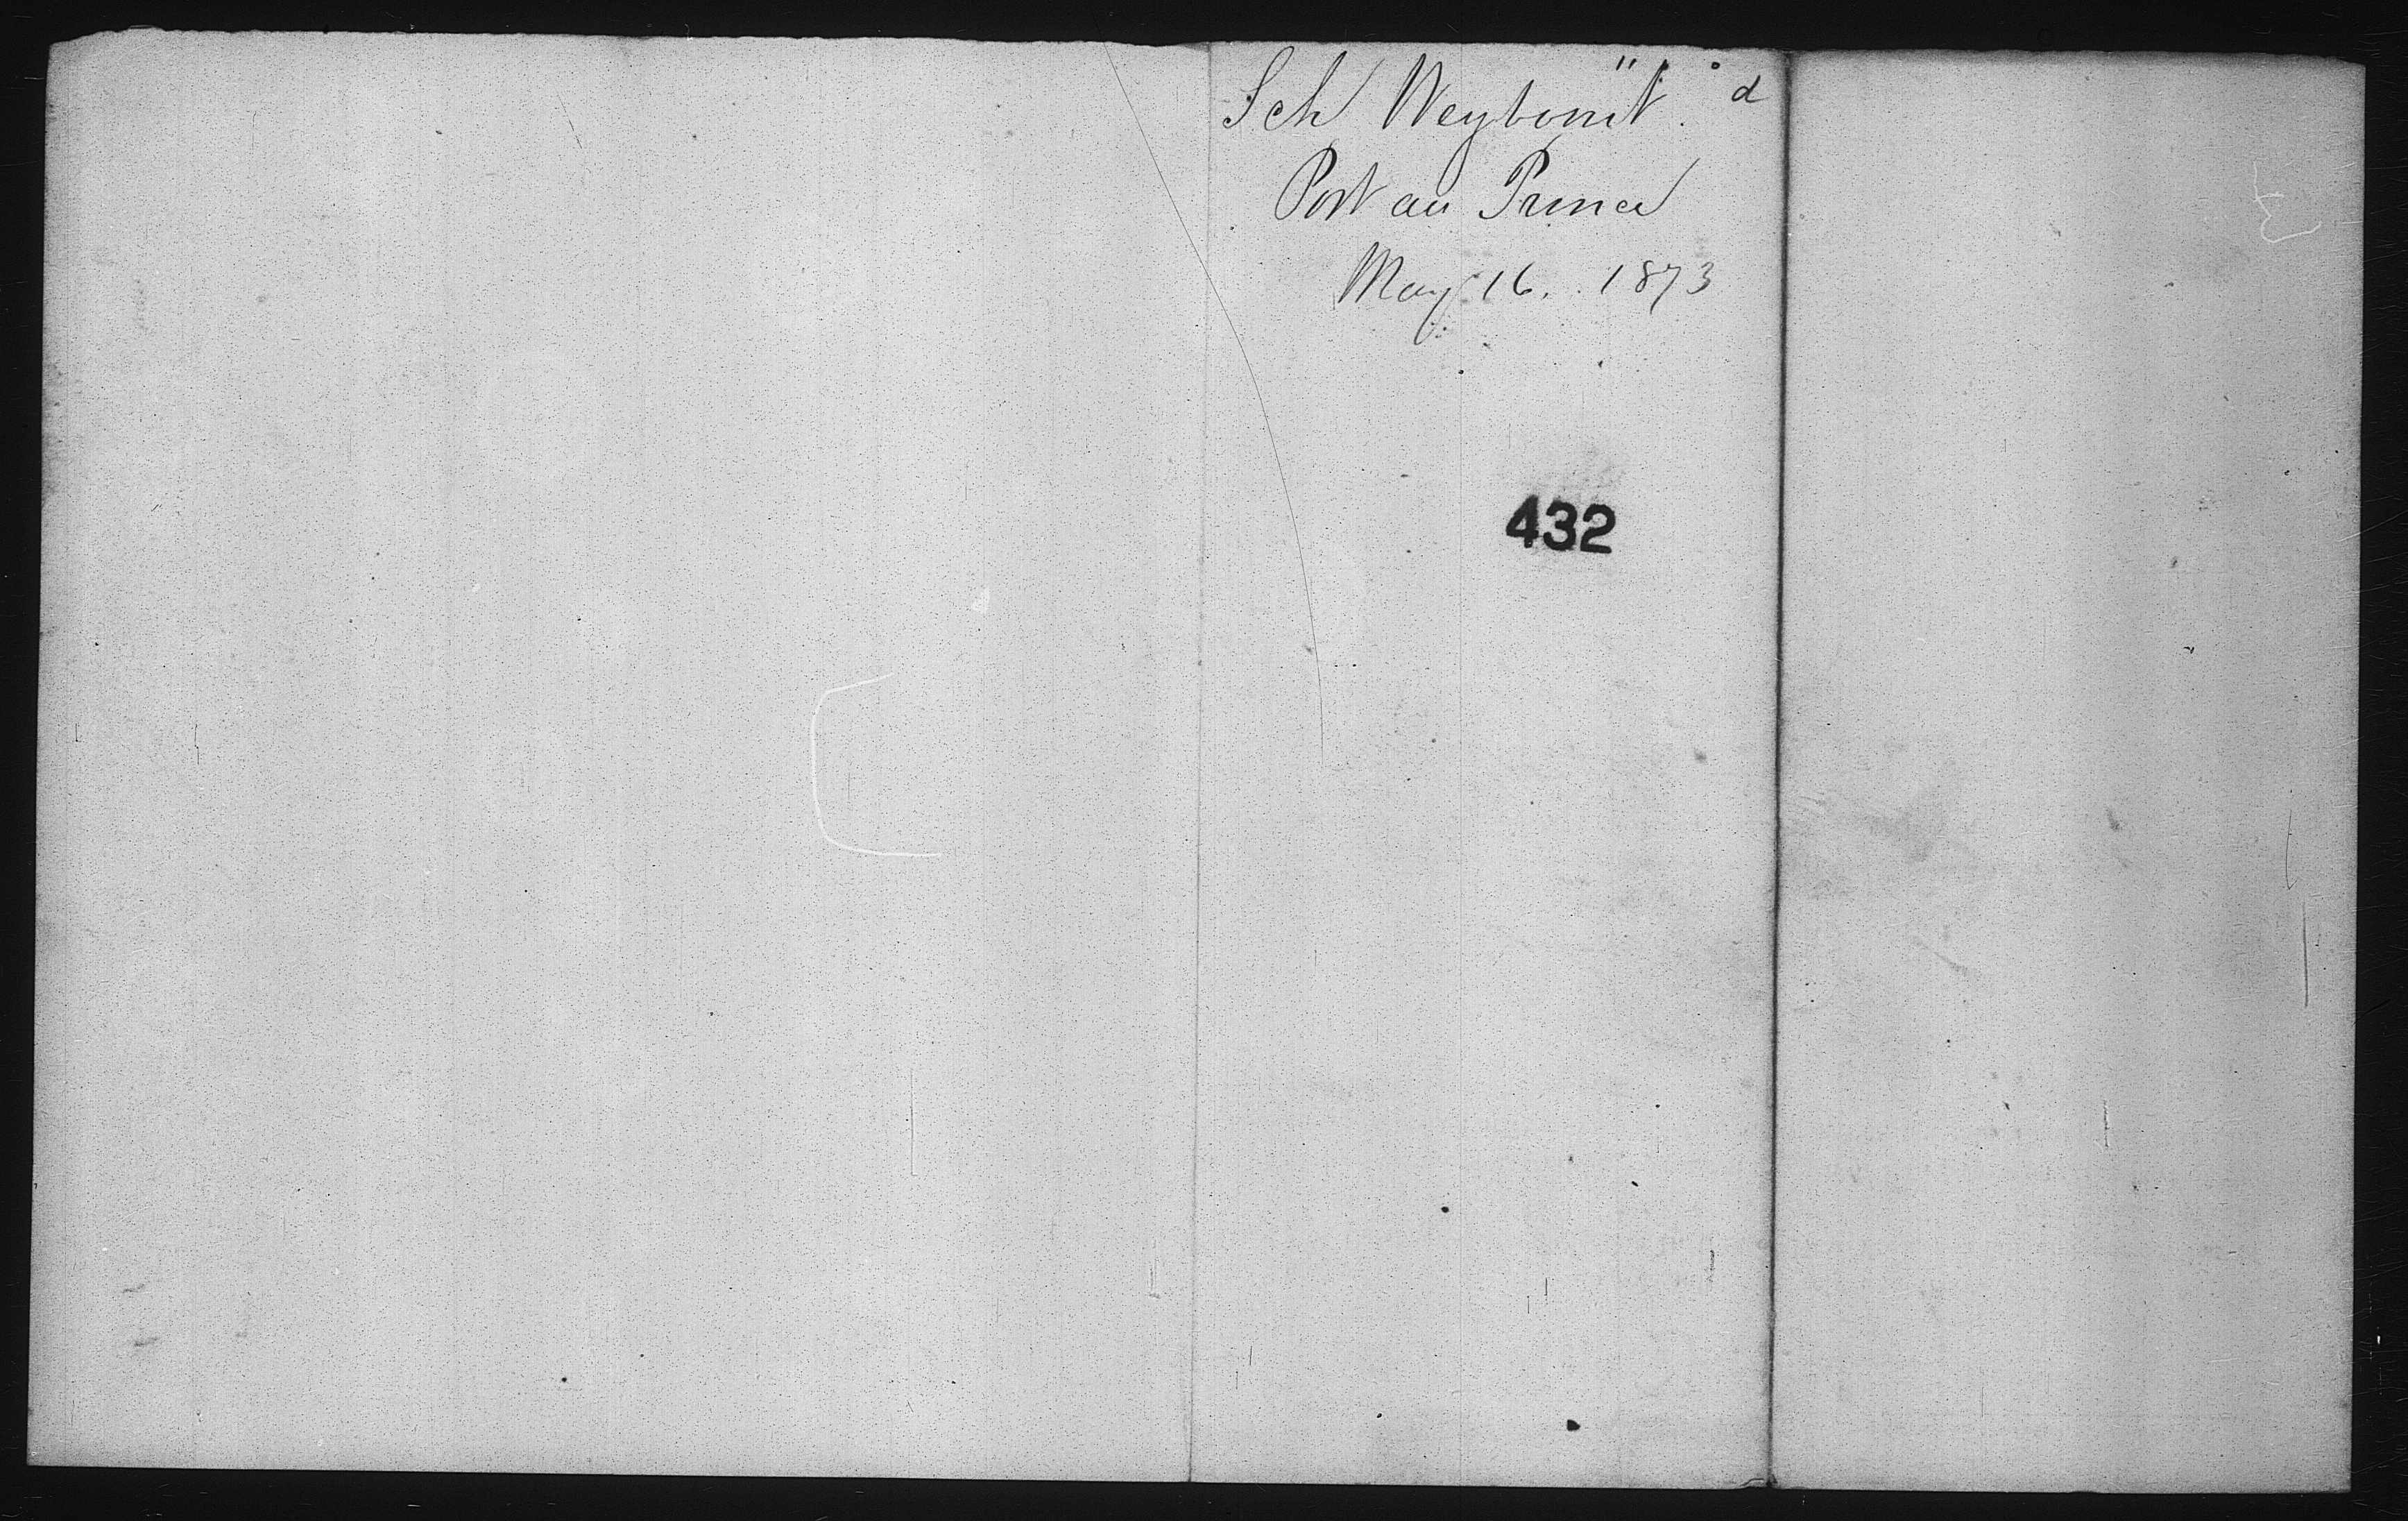 Sch Weybosset d
Port au Prince
May 16. 1873
432